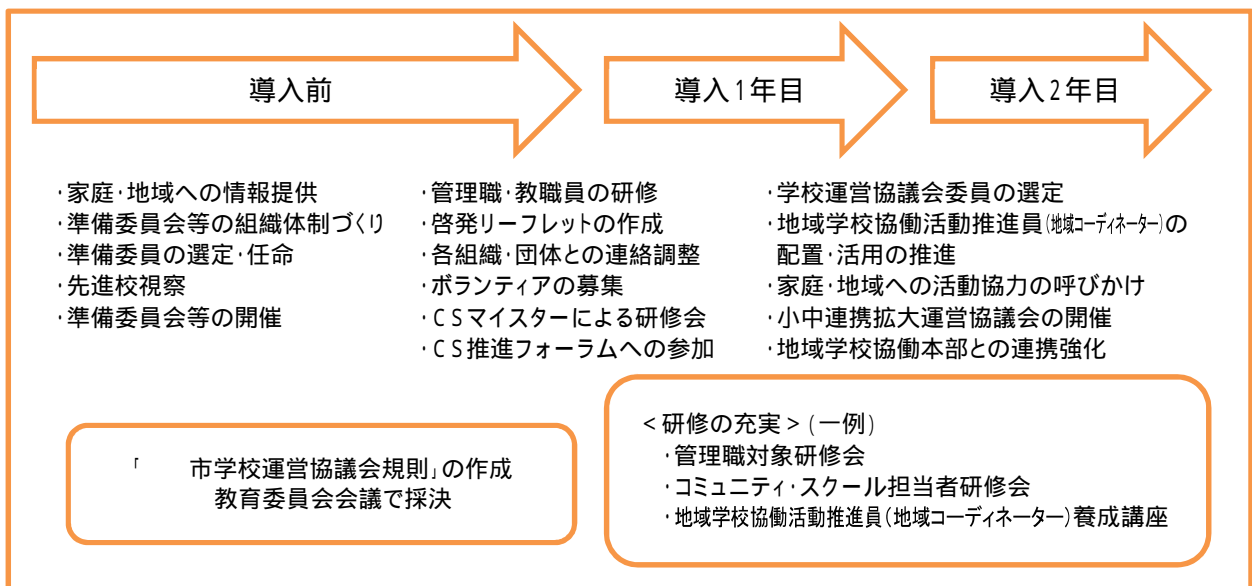 導入前
導入1年目
導入2年目
・家庭・地域への情報提供
・準備委員会等の組織体制づくり
・準備委員の選定・任命
・先進校視察
・準備委員会等の開催
・管理職・教職員の研修
・啓発リーフレットの作成
・各組織・団体との連絡調整
・ボランティアの募集
・CSマイスターによる研修会
・CS推進フォーラムへの参加
・学校運営協議会委員の選定
・地域学校協働活動推進員(地域コーディネーター)の
配置・活用の推進
・家庭・地域への活動協力の呼びかけ
・小中連携拡大運営協議会の開催
・地域学校協働本部との連携強化
「　　市学校運営協議会規則」の作成
教育委員会会議で採決
<研修の充実>(一例)
・管理職対象研修会
・コミュニティ・スクール担当者研修会
・地域学校協働活動推進員(地域コーディネーター)養成講座